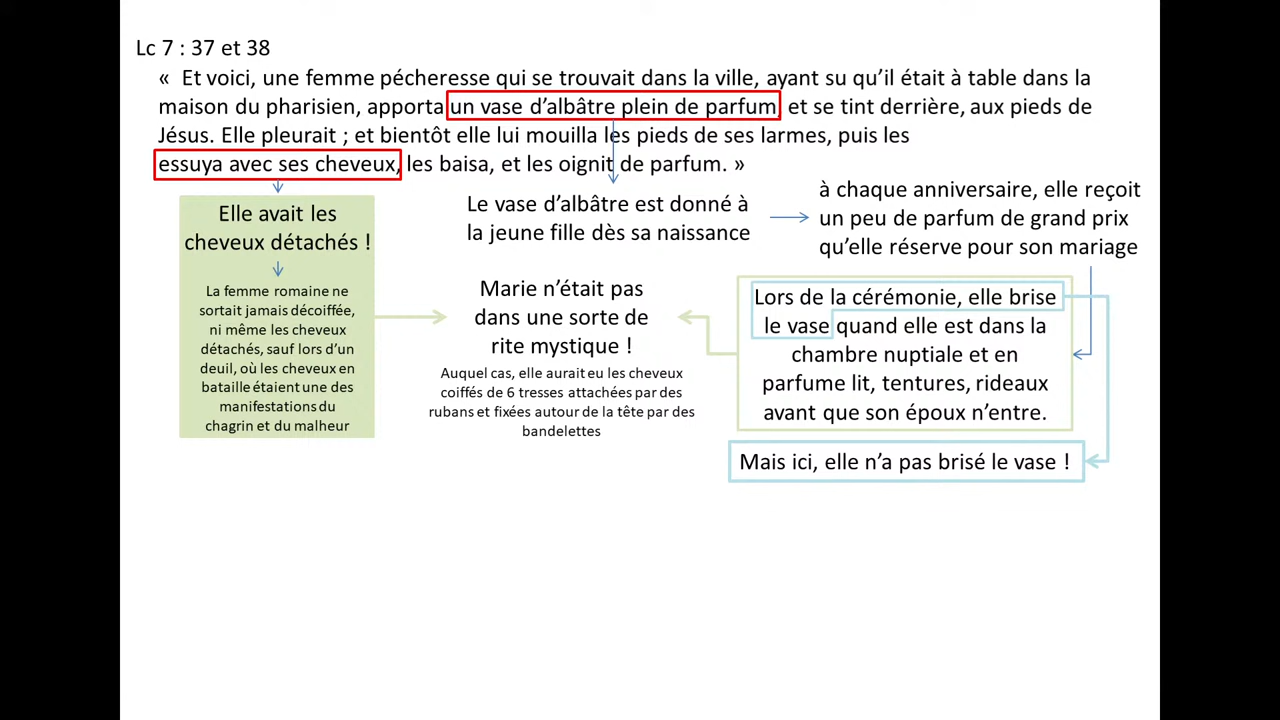 Lc 7 : 37 et 38
«  Et voici, une femme pécheresse qui se trouvait dans la ville, ayant su qu’il était à table dans la
maison du pharisien, apporta un vase d’albâtre plein de parfum, et se tint derrière, aux pieds de
Jésus. Elle pleurait ; et bientôt elle lui mouilla les pieds de ses larmes, puis les
essuya avec ses cheveux, les baisa, et les oignit de parfum. »
Elle avait les
cheveux détachés !
La femme romaine ne
sortait jamais décoiffée,
ni même les cheveux
détachés, sauf lors d’un
deuil, où les cheveux en
bataille étaient une des
manifestations du
chagrin et du malheur
Le vase d’albâtre est donné à
la jeune fille dès sa naissance
à chaque anniversaire, elle reçoit
un peu de parfum de grand prix
qu’elle réserve pour son mariage
Marie n’était pas
dans une sorte de
rite mystique !
Auquel cas, elle aurait eu les cheveux
coiffés de 6 tresses attachées par des
rubans et fixées autour de la tête par des
bandelettes
Lors de la cérémonie, elle brise
le vase quand elle est dans la
chambre nuptiale et en
parfume lit, tentures, rideaux
avant que son époux n’entre.
Mais ici, elle n’a pas brisé le vase !